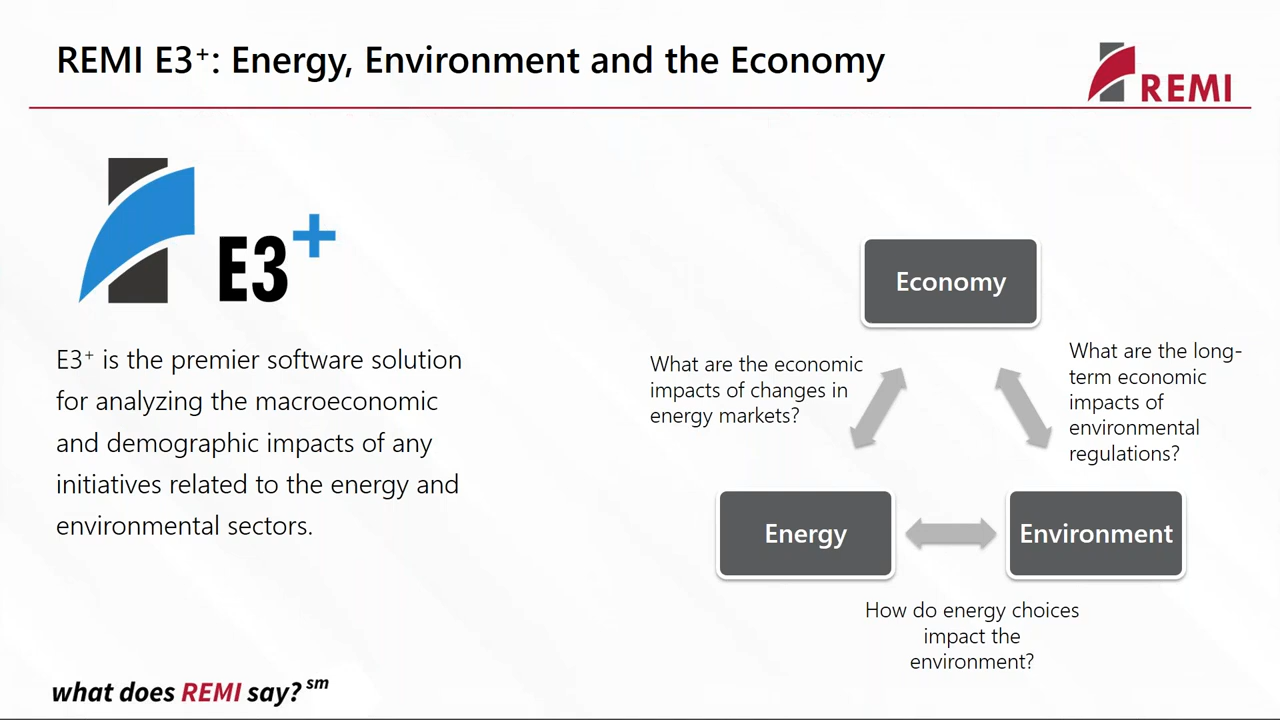 REMI E3⁺: Energy, Environment and the Economy
REMI
E3+
E3⁺ is the premier software solution
for analyzing the macroeconomic
and demographic impacts of any
initiatives related to the energy and
environmental sectors.
Economy
What are the economic
impacts of changes in
energy markets?
What are the long-
term economic
impacts of
environmental
regulations?
Energy
Environment
How do energy choices
impact the
environment?
what does REMI say? sm